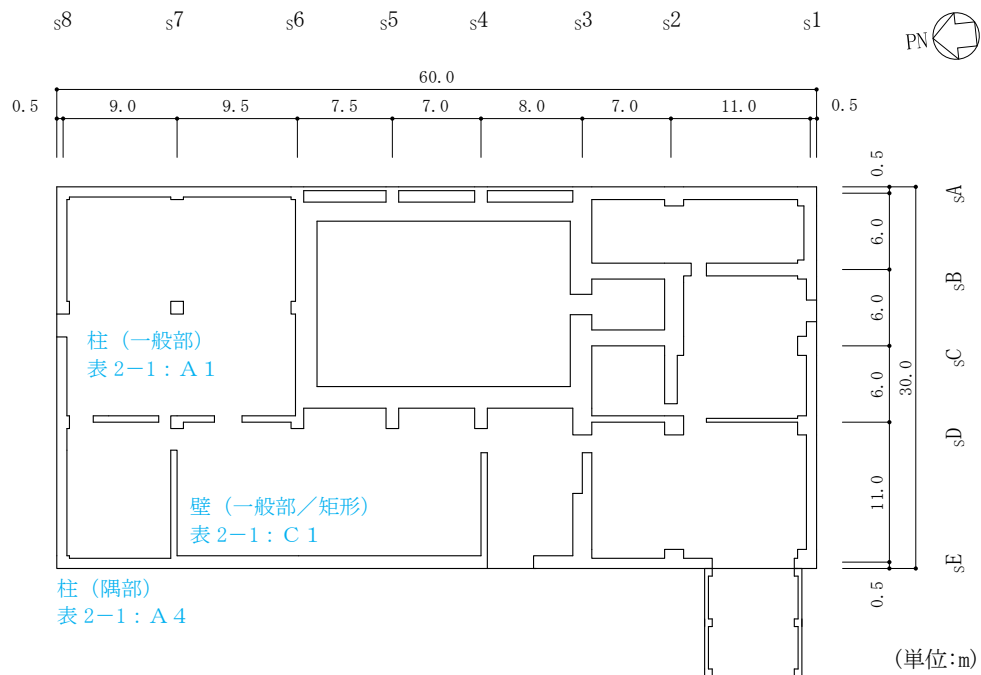 S8 S7 S6 S5 S4 S3 S2 S1
PN
60.0
0.5 9.0 9.5 7.5 7.0 8.0 7.0 11.0 0.5
0.5
SA
6.0
SB
6.0
SC
6.0
30.0
SD
11.0
SE
0.5
柱（一般部）
表2－1：A1
壁（一般部／矩形）
表2－1：C1
柱（隅部）
表2－1：A4
(単位:m)